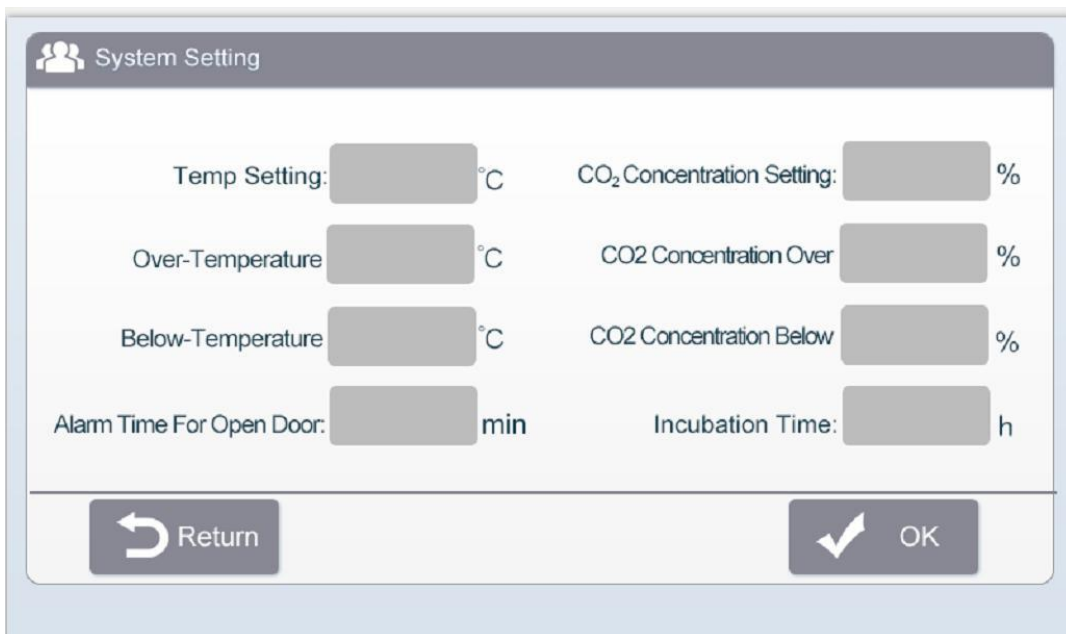 System Setting
Temp Setting: °C CO₂ Concentration Setting: %
Over-Temperature °C CO2 Concentration Over %
Below-Temperature °C CO2 Concentration Below %
Alarm Time For Open Door: min Incubation Time: h
Return OK